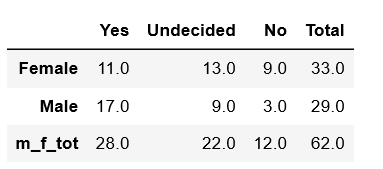 Yes Undecided No Total
Female 11.0 13.0 9.0 33.0
Male 17.0 9.0 3.0 29.0
m_f_tot 28.0 22.0 12.0 62.0